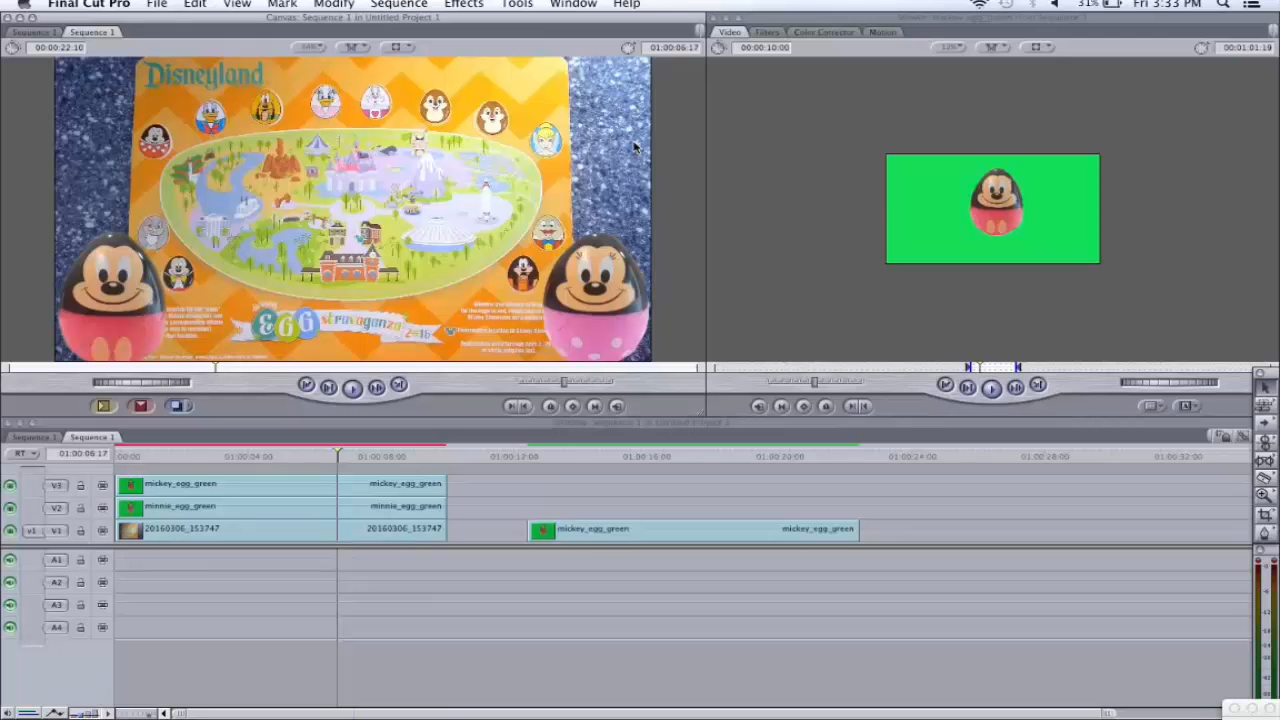 Final Cut Pro File Edit View Mark Modify Sequence Effects Tools Window Help 31% Fri 3:33 PM
Canvas: Sequence 1 in Untitled Project 1
Sequence 1 Sequence 1
Video Filters Color Corrector Motion
00:00:22:10 01:00:06:17
00:00:10:00 00:01:01:19
Disneyland
EGG
stravaganza
Sequence 1 Sequence 1
RT 01:00:06:17 00:00 01:00:04:00 01:00:08:00 01:00:12:00 01:00:16:00 01:00:20:00 01:00:24:00 01:00:28:00 01:00:32:00
V3 mickey_egg_green mickey_egg_green
V2 minnie_egg_green minnie_egg_green
v1 V1 20160306_153747 20160306_153747 mickey_egg_green mickey_egg_green
A1
A2
A3
A4